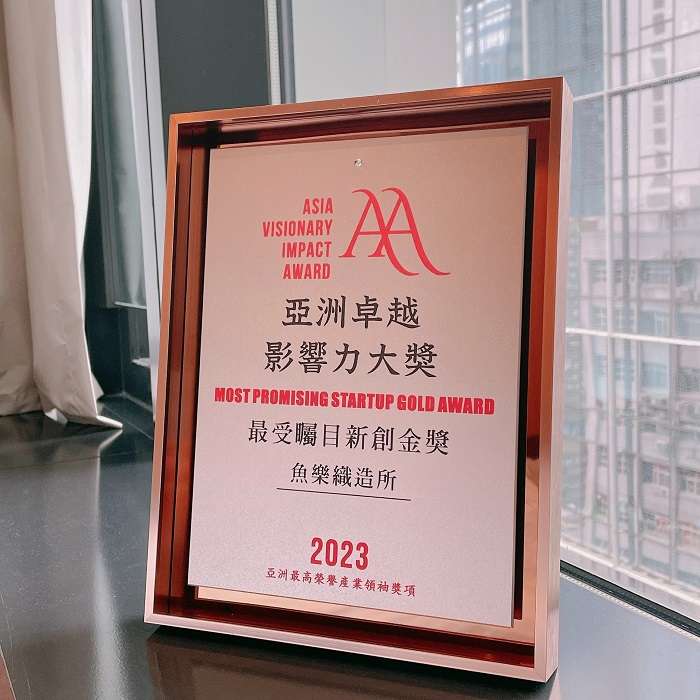 ASIA
VISIONARY
IMPACT
AWARD
AA
亞洲卓越
影響力大獎
MOST PROMISING STARTUP GOLD AWARD
最受矚目新創金獎
魚樂織造所
2023
亞洲最高榮譽產業領袖獎項